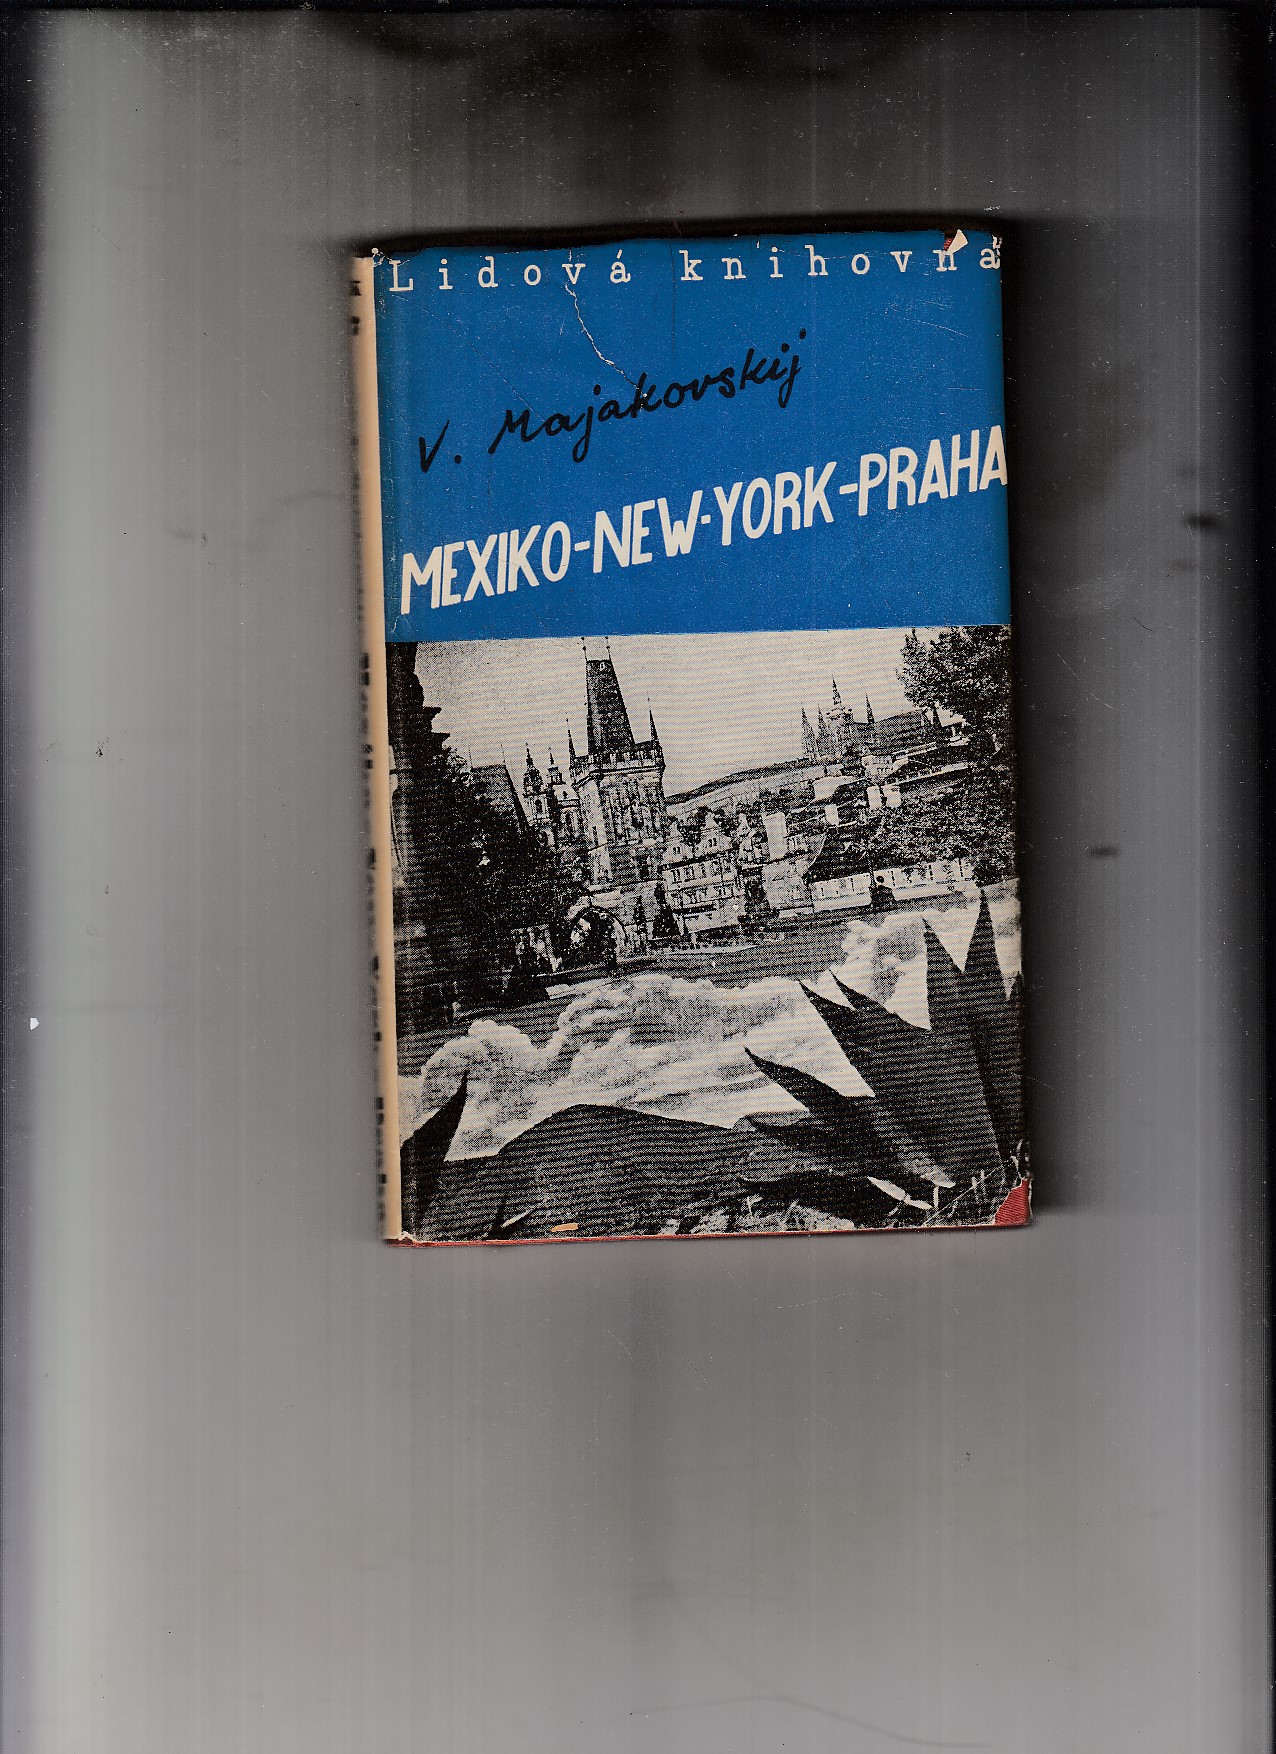 Lidová knihovna
V. Majakovskij
MEXIKO-NEW-YORK-PRAHA